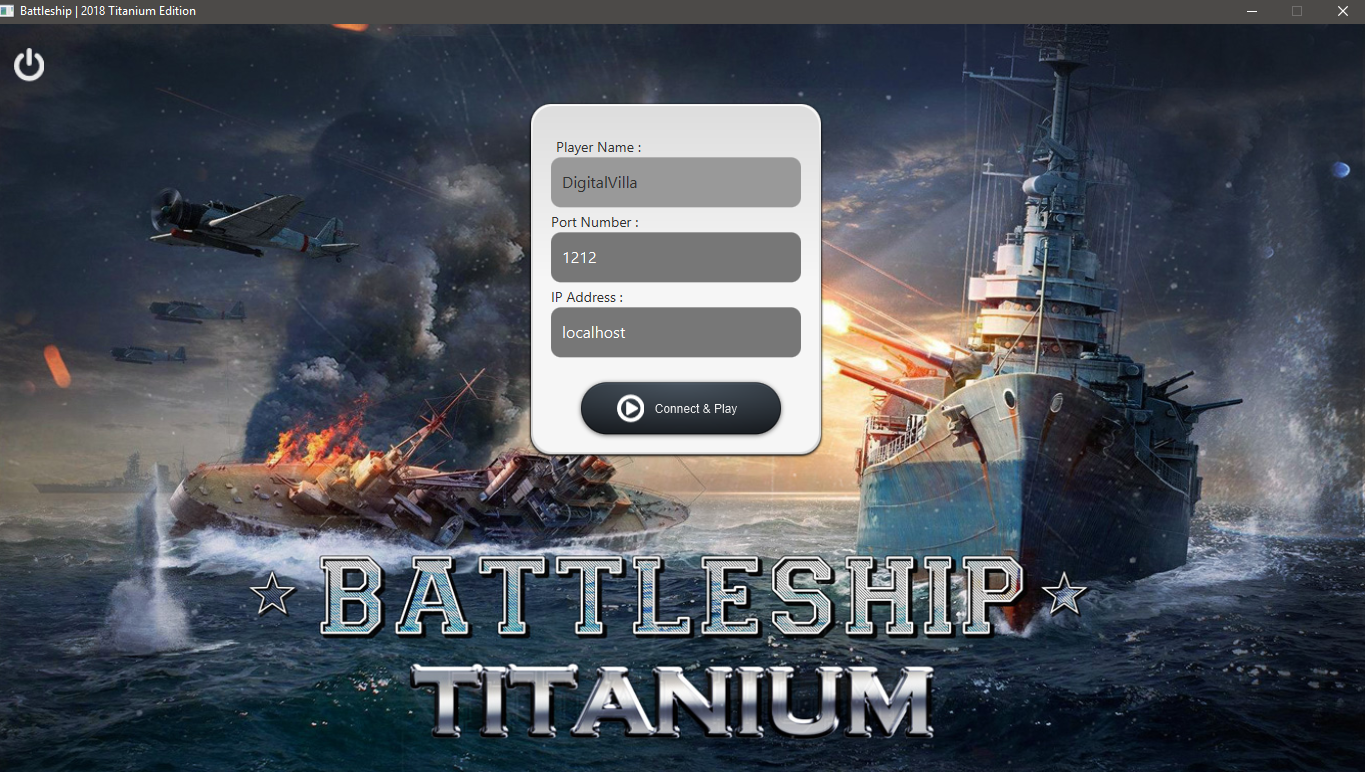 Battleship | 2018 Titanium Edition
Player Name :
DigitalVilla
Port Number :
1212
IP Address :
localhost
Connect & Play
BATTLESHIP
TITANIUM